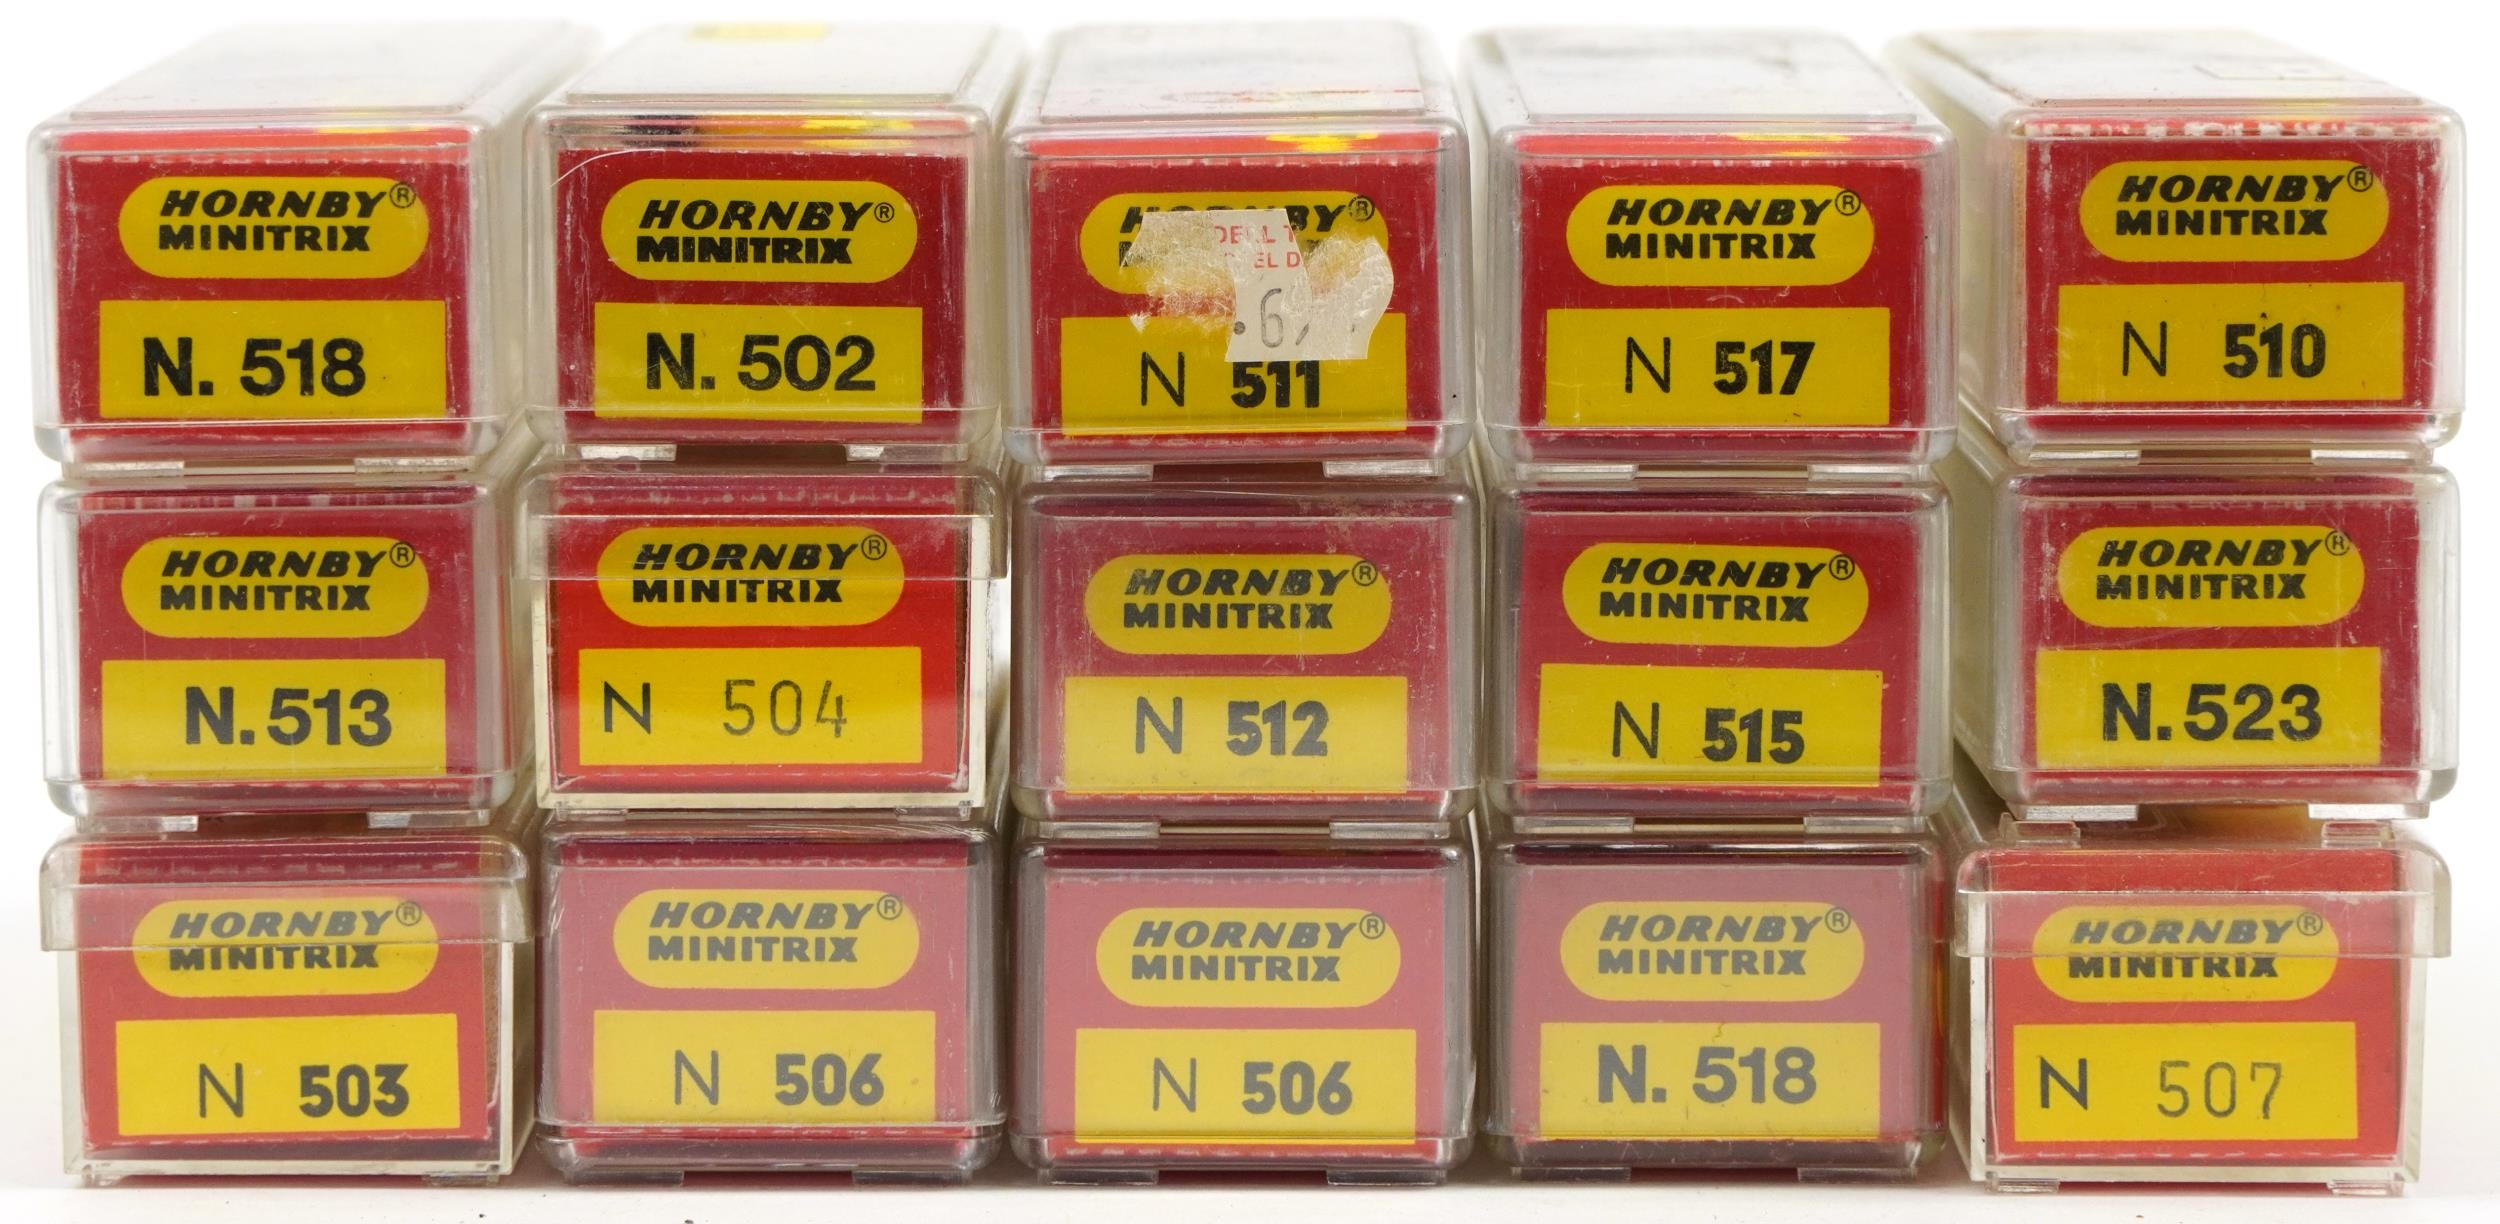 HORNBY®
MINITRIX
N. 518
HORNBY®
MINITRIX
N. 502
HORNBY®
MINITRIX
.6
N 511
HORNBY®
MINITRIX
N 517
HORNBY®
MINITRIX
N 510
HORNBY®
MINITRIX
N.513
HORNBY®
MINITRIX
N 504
HORNBY®
MINITRIX
N 512
HORNBY®
MINITRIX
N 515
HORNBY®
MINITRIX
N.523
HORNBY®
MINITRIX
N 503
HORNBY®
MINITRIX
N 506
HORNBY®
MINITRIX
N 506
HORNBY®
MINITRIX
N. 518
HORNBY®
MINITRIX
N 507